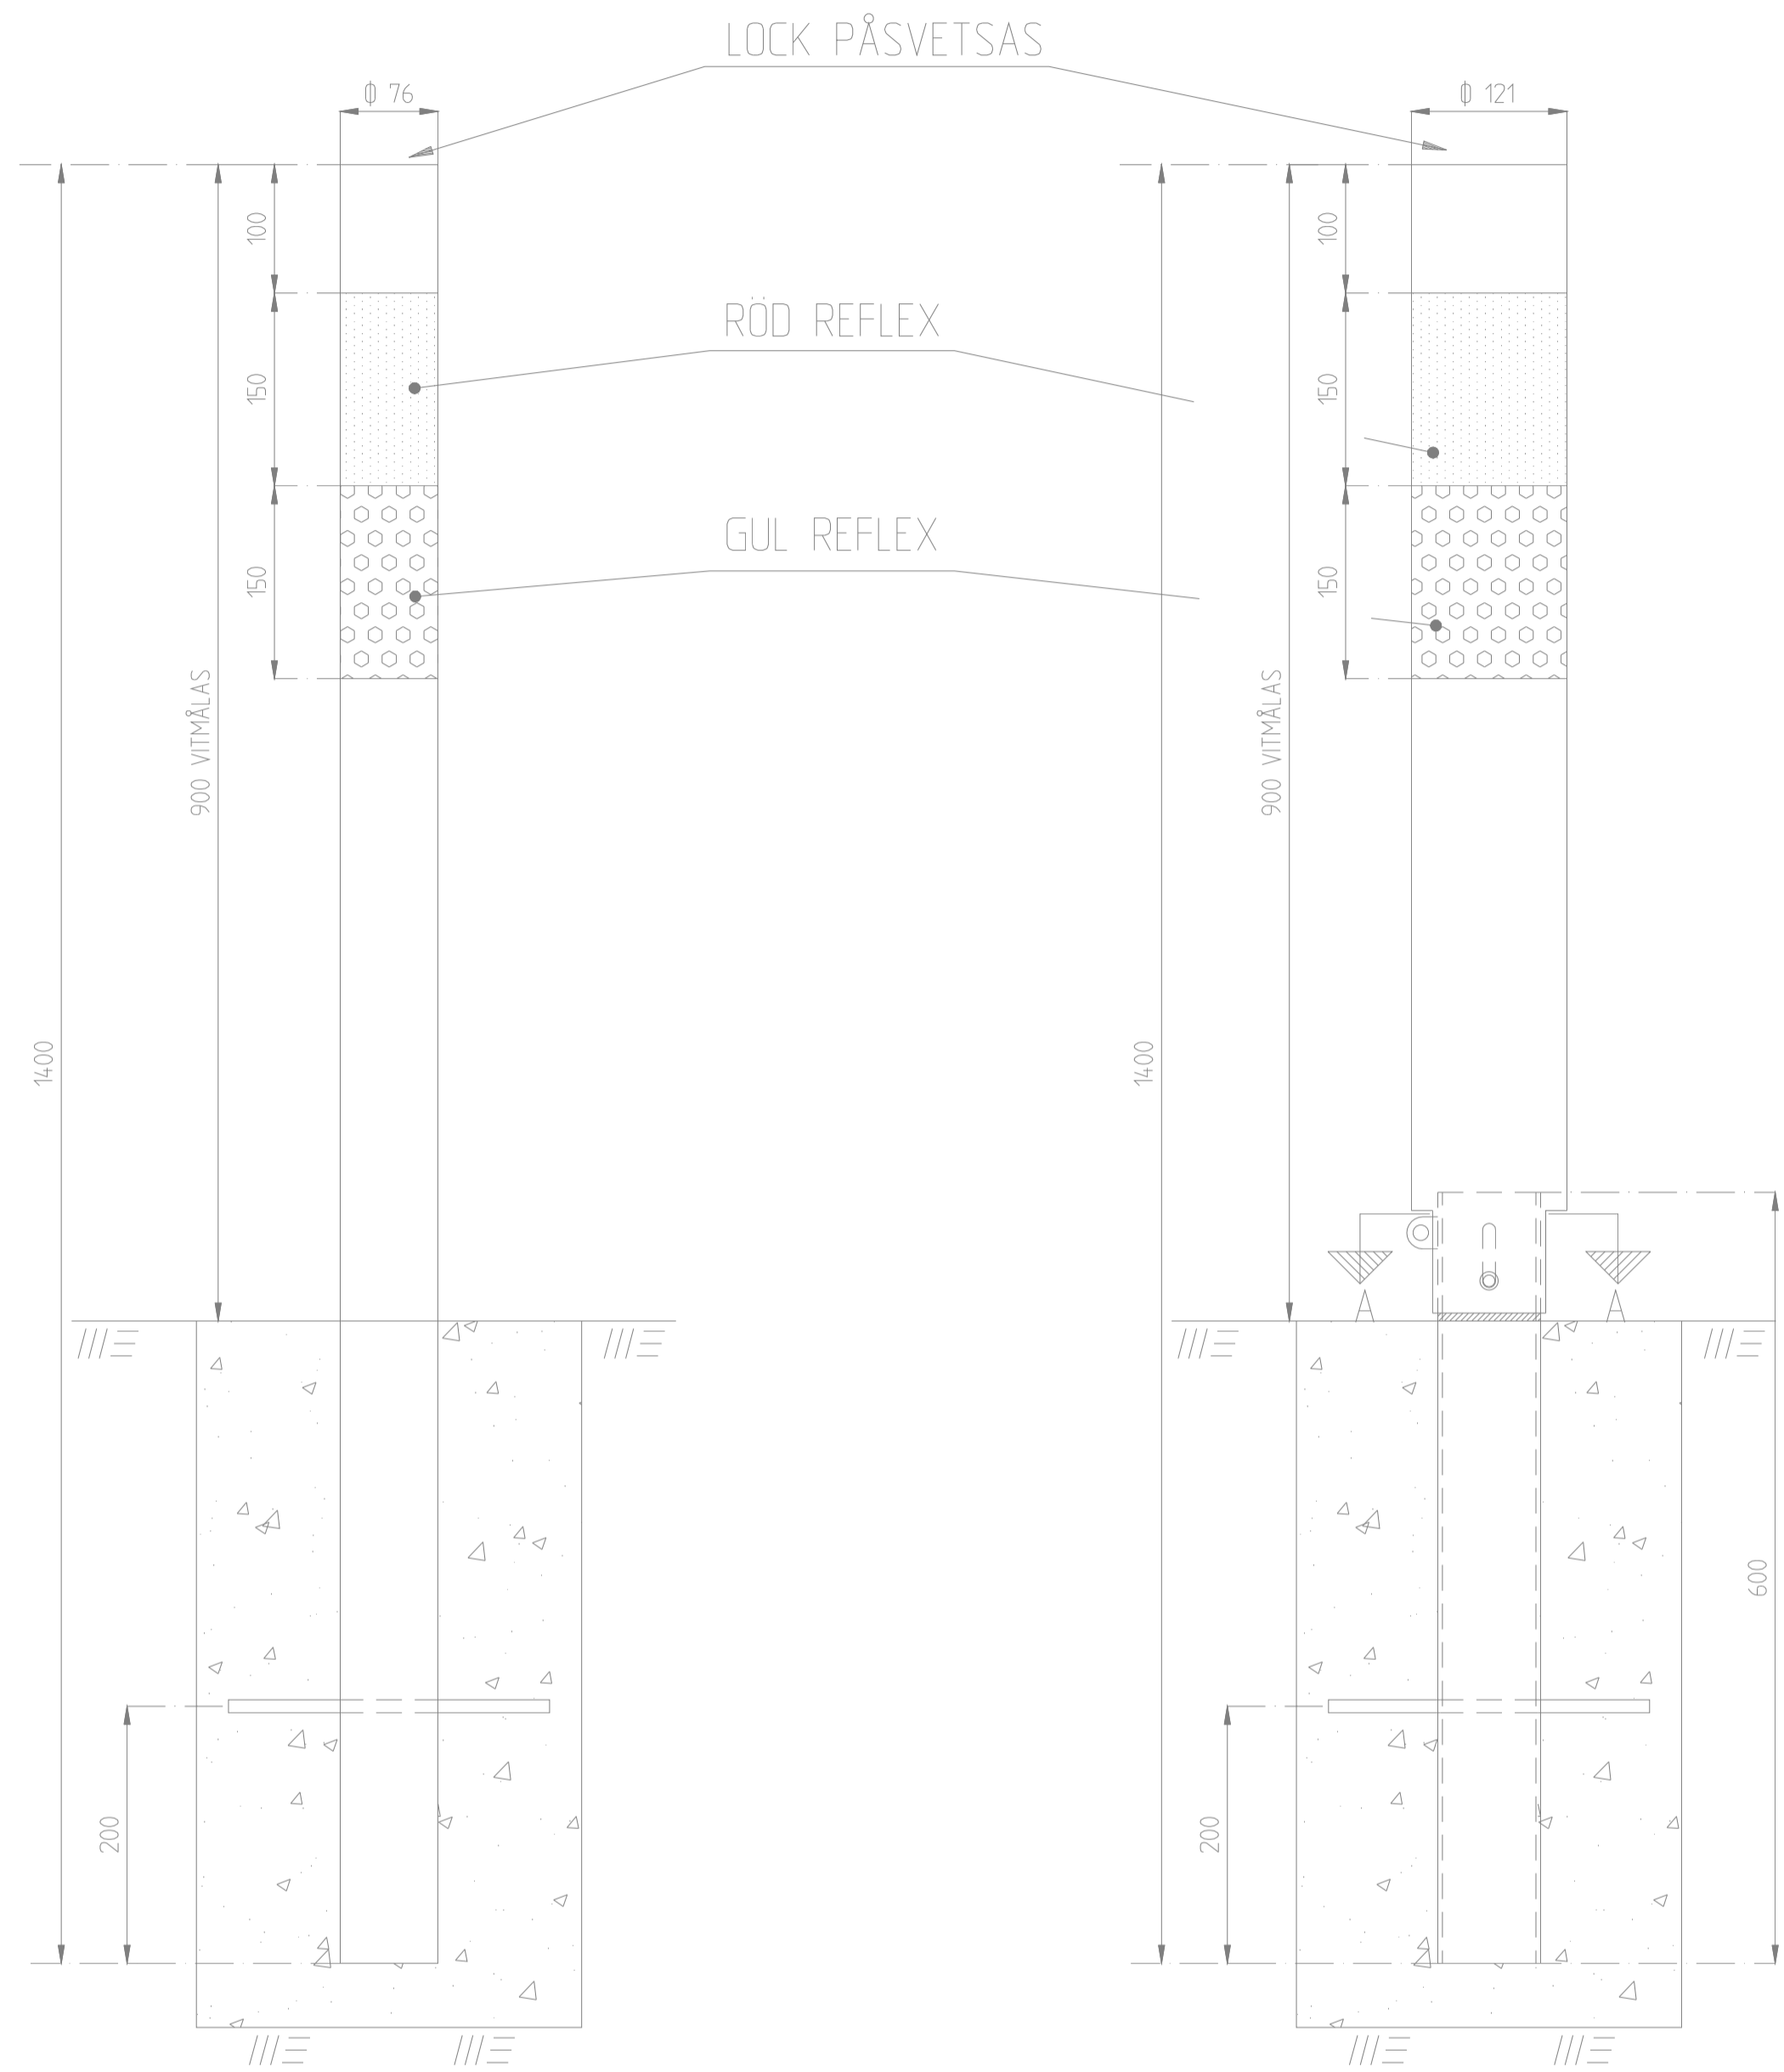 LOCK PÅSVETSAS
Φ 76
Φ 121
100
100
RÖD REFLEX
150
150
GUL REFLEX
150
150
900 VITMÅLAS
900 VITMÅLAS
1400
1400
A
A
600
200
200